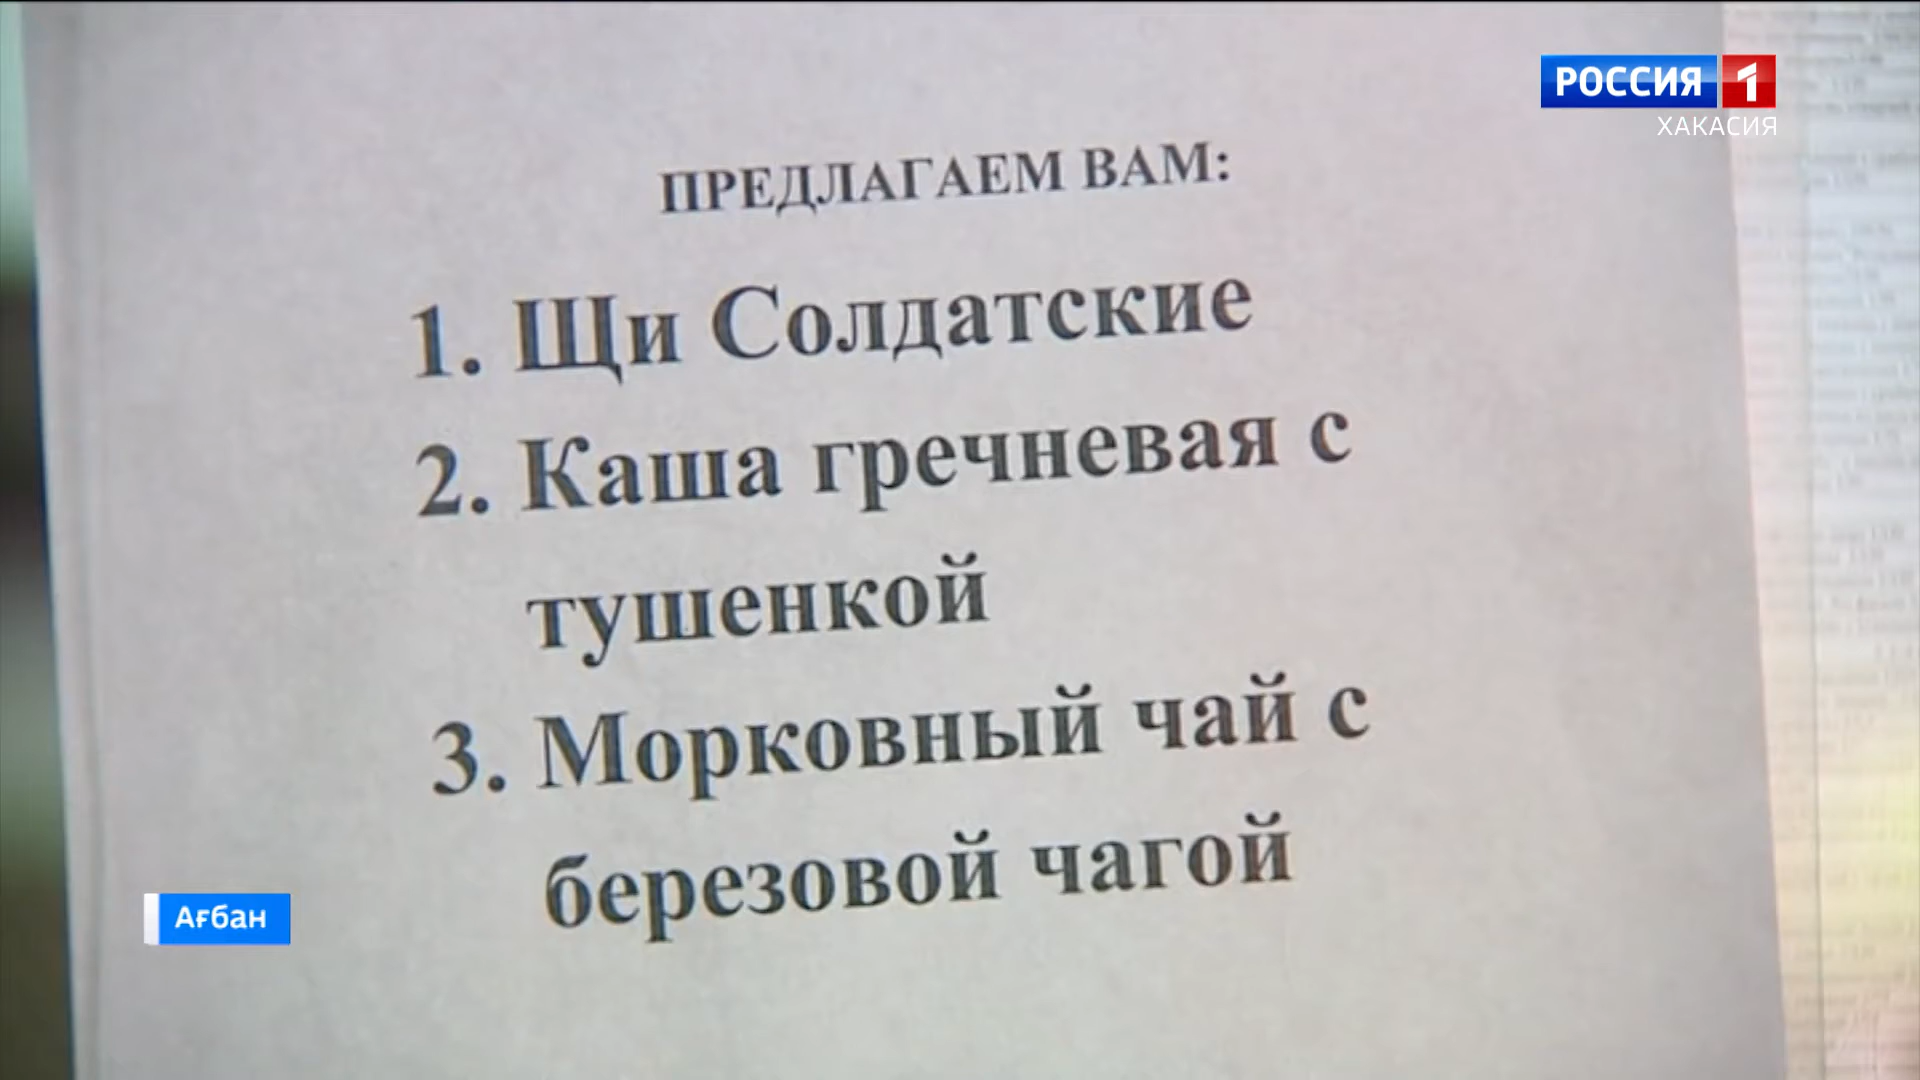 РОССИЯ 1
ХАКАСИЯ
ПРЕДЛАГАЕМ ВАМ:
1. Щи Солдатские
2. Каша гречневая с
тушенкой
3. Морковный чай с
березовой чагой
Ағбан